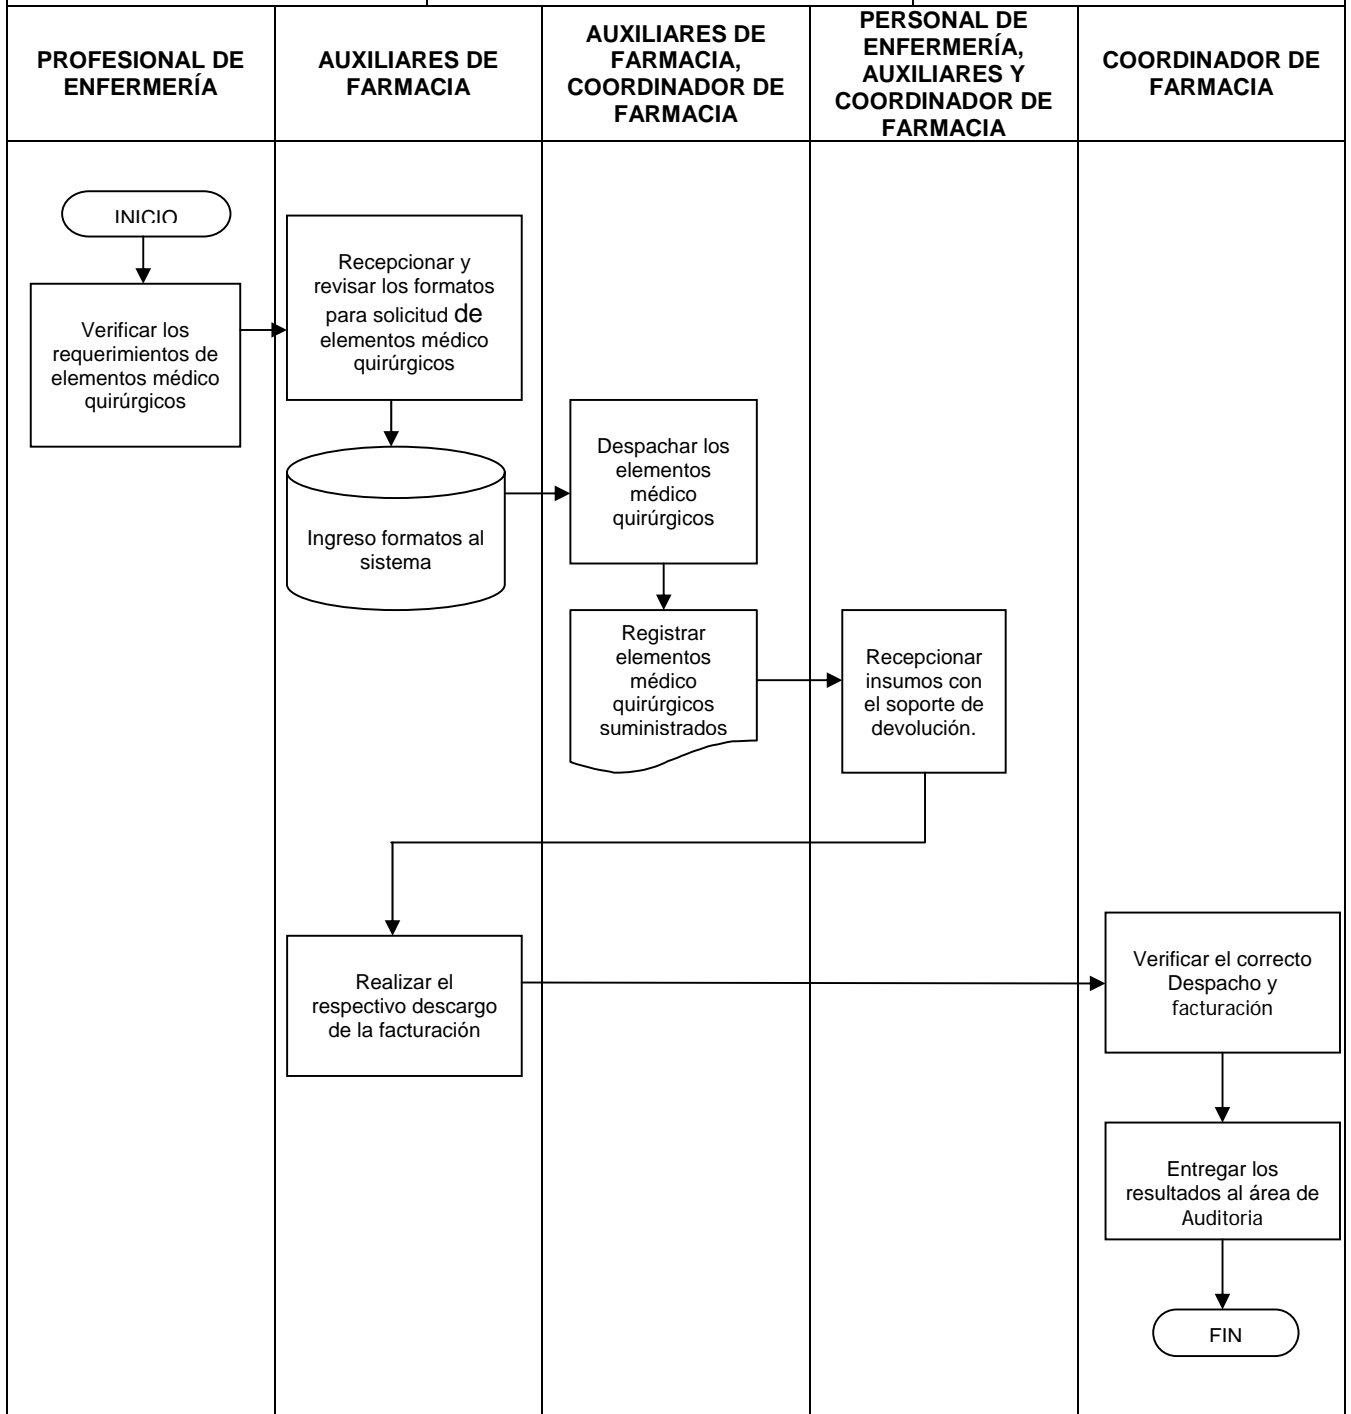 PROFESIONAL DE
ENFERMERÍA
AUXILIARES DE
FARMACIA
AUXILIARES DE
FARMACIA,
COORDINADOR DE
FARMACIA
PERSONAL DE
ENFERMERÍA,
AUXILIARES Y
COORDINADOR DE
FARMACIA
COORDINADOR DE
FARMACIA
INICIO
Verificar los
requerimientos de
elementos médico
quirúrgicos
Recepcionar y
revisar los formatos
para solicitud de
elementos médico
quirúrgicos
Ingreso formatos al
sistema
Despachar los
elementos
médico
quirúrgicos
Registrar
elementos
médico
quirúrgicos
suministrados
Recepcionar
insumos con
el soporte de
devolución.
Realizar el
respectivo descargo
de la facturación
Verificar el correcto
Despacho y
facturación
Entregar los
resultados al área de
Auditoria
FIN